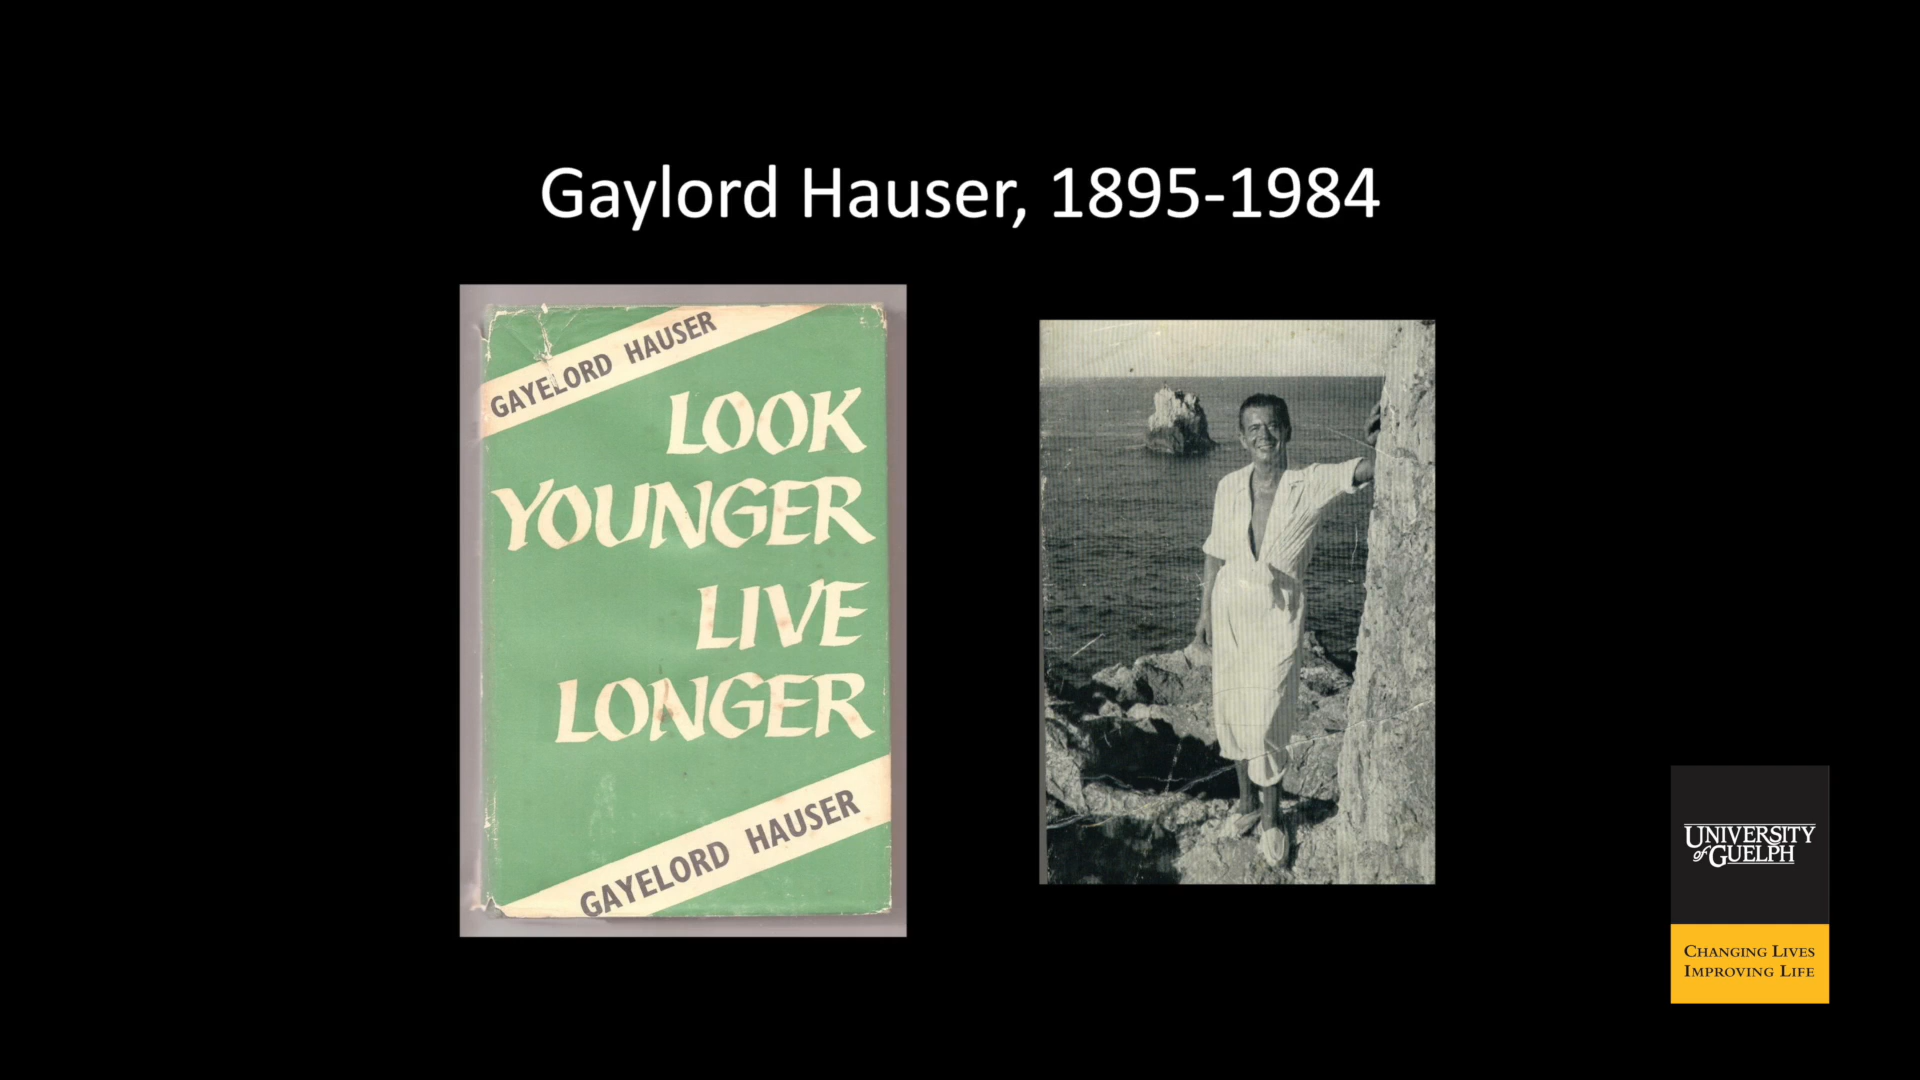 Gaylord Hauser, 1895-1984
GAYELORD HAUSER
LOOK
YOUNGER
LIVE
LONGER
GAYELORD HAUSER
UNIVERSITY
of GUELPH
CHANGING LIVES
IMPROVING LIFE